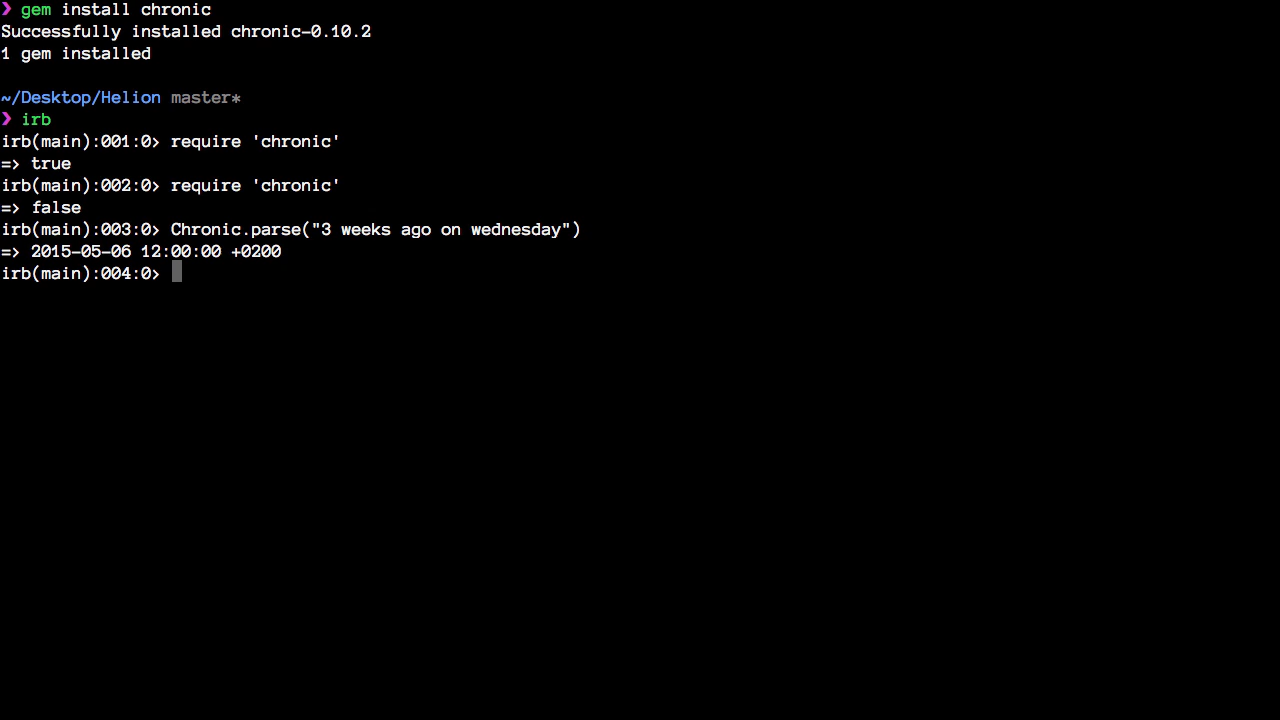 ❯ gem install chronic
Successfully installed chronic-0.10.2
1 gem installed
~/Desktop/Helion master*
❯ irb
irb(main):001:0> require 'chronic'
=> true
irb(main):002:0> require 'chronic'
=> false
irb(main):003:0> Chronic.parse("3 weeks ago on wednesday")
=> 2015-05-06 12:00:00 +0200
irb(main):004:0>